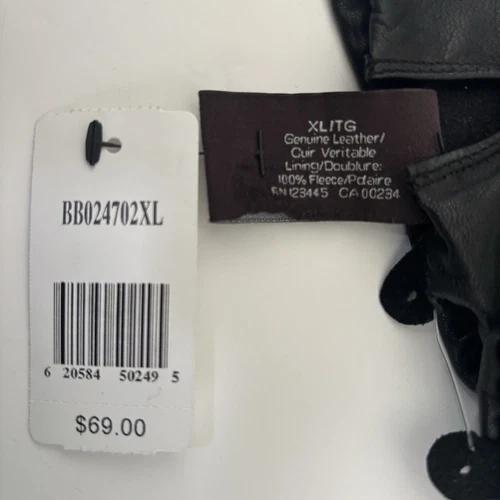 BB024702XL
6 20584 50249 5
$69.00
XL/TG
Genuine Leather/
Cuir Veritable
Lining/Doublure:
100% Fleece/Polaire
RN 123445 CA 00234